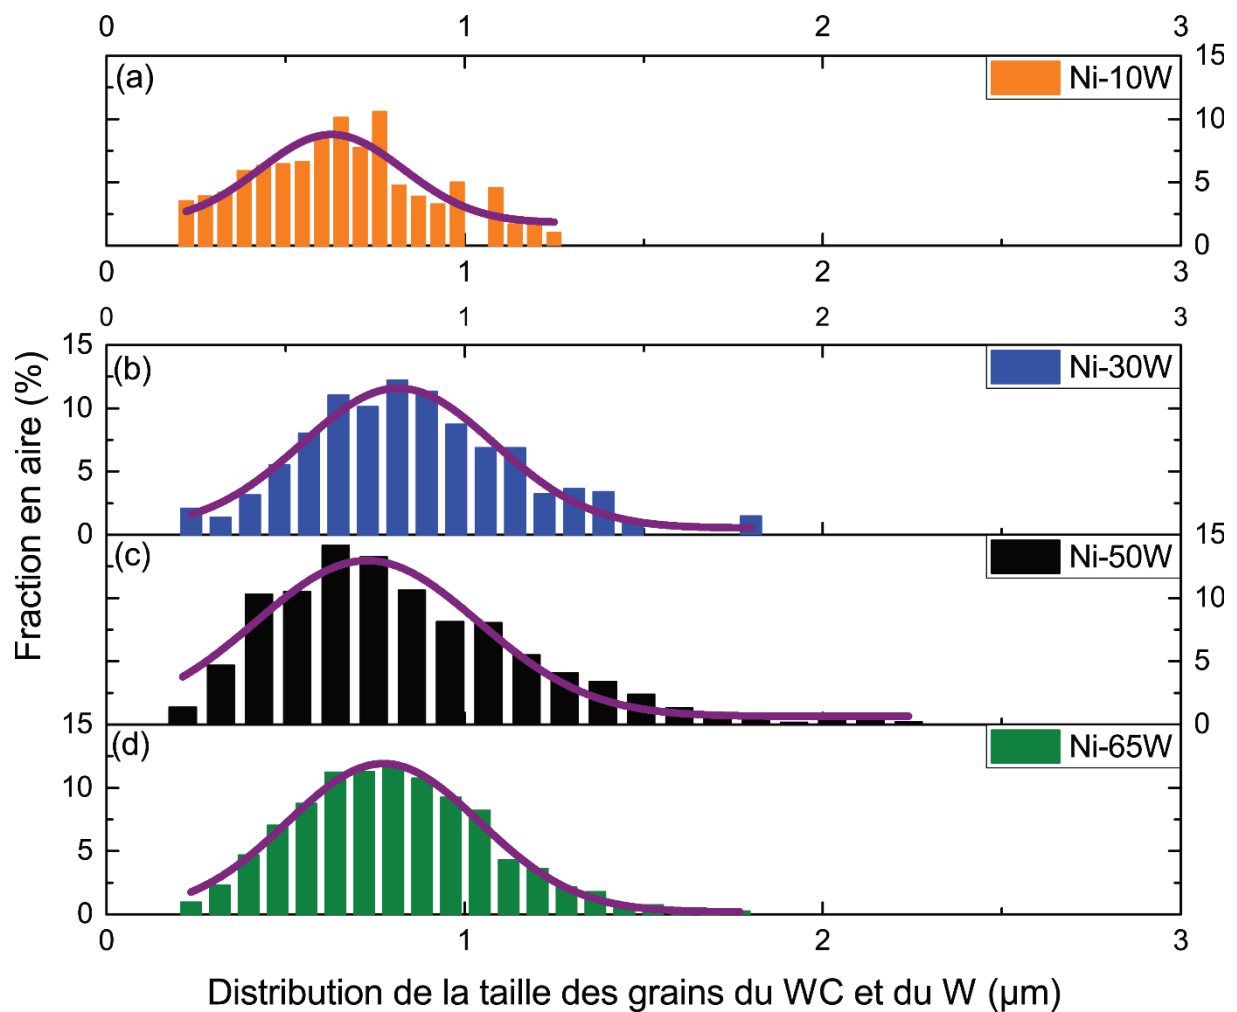 0 1 2 3
(a) Ni-10W 15
10
5
0
0 1 2 3
0 1 2 3
15 (b) Ni-30W
10
5
0 15
(c) Ni-50W
10
5
15 0
(d) Ni-65W
10
5
0
0 1 2 3
Fraction en aire (%)
Distribution de la taille des grains du WC et du W (μm)